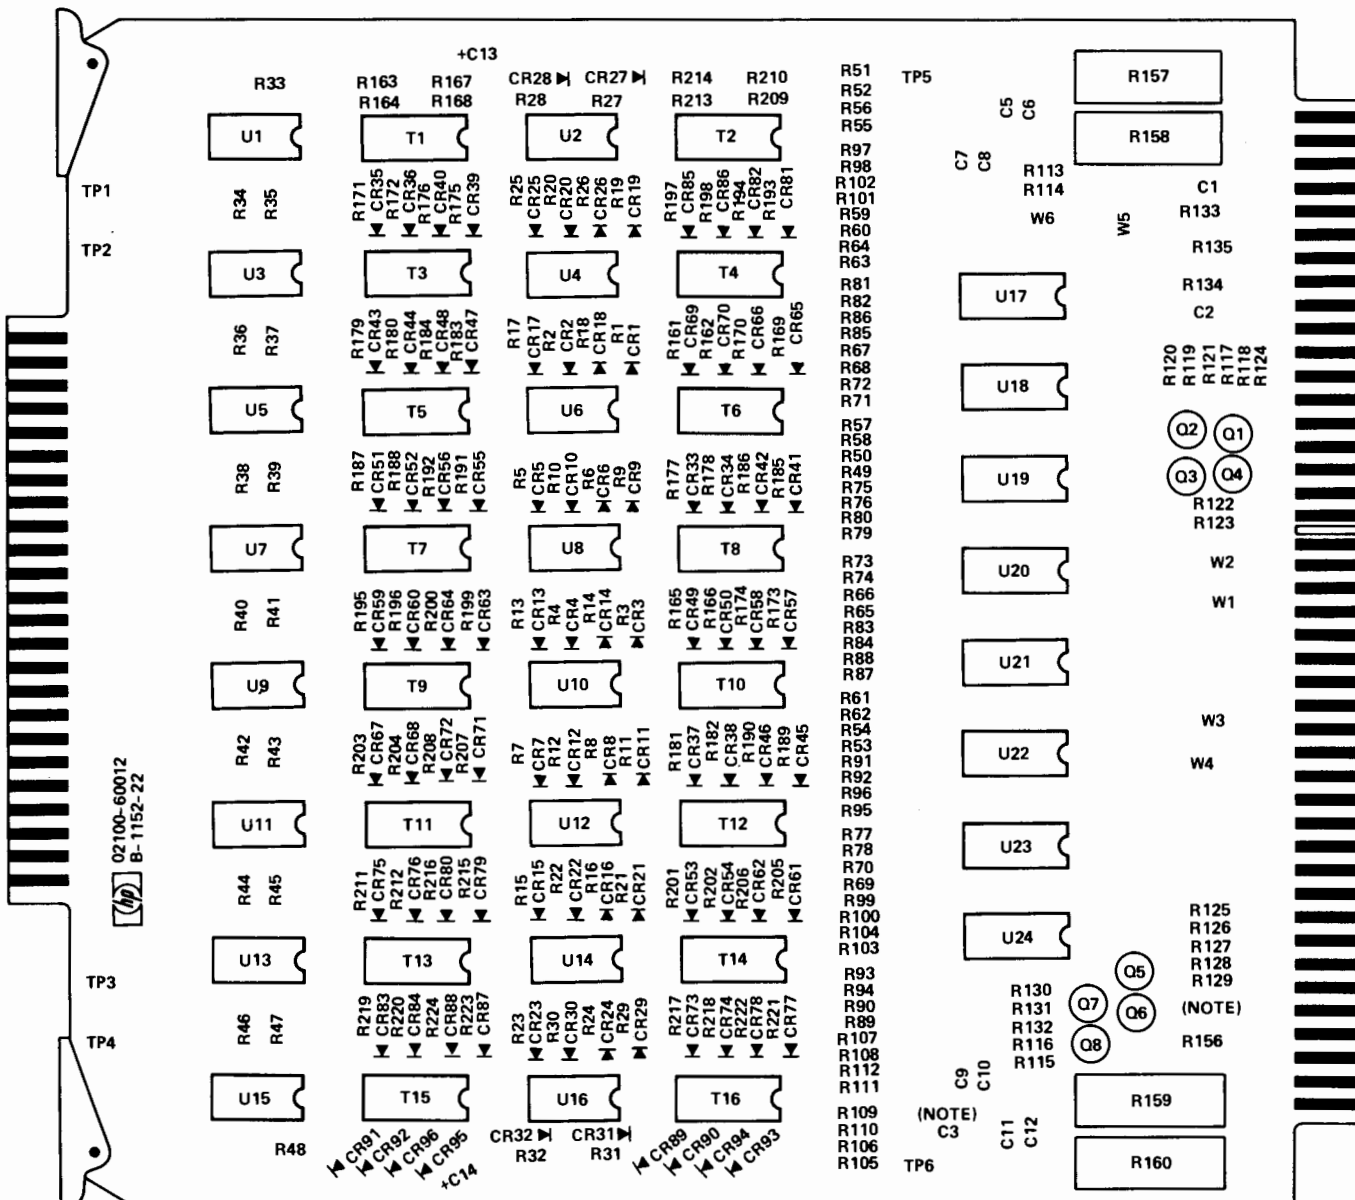 +C13
R33 R163 R167 CR28 CR27 R214 R210
R164 R168 R28 R27 R213 R209
U1 T1 U2 T2
R34 R35 R171 CR35 R172 CR36 R176 CR40 R175 CR39 R25 CR25 R20 CR20 R26 CR26 R19 CR19 R197 CR85 R198 CR86 R194 CR82 R193 CR81
U3 T3 U4 T4
R36 R37 R179 CR43 R180 CR44 R184 CR48 R183 CR47 R17 CR17 R2 CR2 R18 CR18 R1 CR1 R161 CR69 R162 CR70 R170 CR66 R169 CR65
U5 T5 U6 T6
R38 R39 R187 CR51 R188 CR52 R192 CR56 R191 CR55 R5 CR5 R10 CR10 R6 CR6 R9 CR9 R177 CR33 R178 CR34 R186 CR42 R185 CR41
U7 T7 U8 T8
R40 R41 R195 CR59 R196 CR60 R200 CR64 R199 CR63 R13 CR13 R4 CR4 R14 CR14 R3 CR3 R165 CR49 R166 CR50 R174 CR58 R173 CR57
U9 T9 U10 T10
R42 R43 R203 CR67 R204 CR68 R208 CR72 R207 CR71 R7 CR7 R12 CR12 R8 CR8 R11 CR11 R181 CR37 R182 CR38 R190 CR46 R189 CR45
U11 T11 U12 T12
R44 R45 R211 CR75 R212 CR76 R216 CR80 R215 CR79 R15 CR15 R22 CR22 R16 CR16 R21 CR21 R201 CR53 R202 CR54 R206 CR62 R205 CR61
U13 T13 U14 T14
R46 R47 R219 CR83 R220 CR84 R224 CR88 R223 CR87 R23 CR23 R30 CR30 R24 CR24 R29 CR29 R217 CR73 R218 CR74 R222 CR78 R221 CR77
U15 T15 U16 T16
R48 CR91 CR92 CR96 CR95 CR32 CR31 CR89 CR90 CR94 CR93
+C14 R32 R31
TP1
TP2
hp 02100-60012
B-1152-22
TP3
TP4
R51
R52
R56
R55
R97
R98
R102
R101
R59
R60
R64
R63
R81
R82
R86
R85
R67
R68
R72
R71
R57
R58
R50
R49
R75
R76
R80
R79
R73
R74
R66
R65
R83
R84
R88
R87
R61
R62
R54
R53
R91
R92
R96
R95
R77
R78
R70
R69
R99
R100
R104
R103
R93
R94
R90
R89
R107
R108
R112
R111
R109
R110
R106
R105
TP5
R157
C5 C6
R158
C7 C8
R113
R114
C1
W6 W5 R133
R135
U17 R134
C2
R120 R119 R121 R117 R118 R124
U18
Q2 Q1
U19 Q3 Q4
R122
R123
U20 W2
W1
U21
W3
U22 W4
U23
R125
R126
R127
R128
R129
U24
Q5
R130
R131
R132
R116
R115
Q7 Q6 (NOTE)
Q8 R156
C9 C10
R159
(NOTE)
C3 C11 C12
TP6 R160